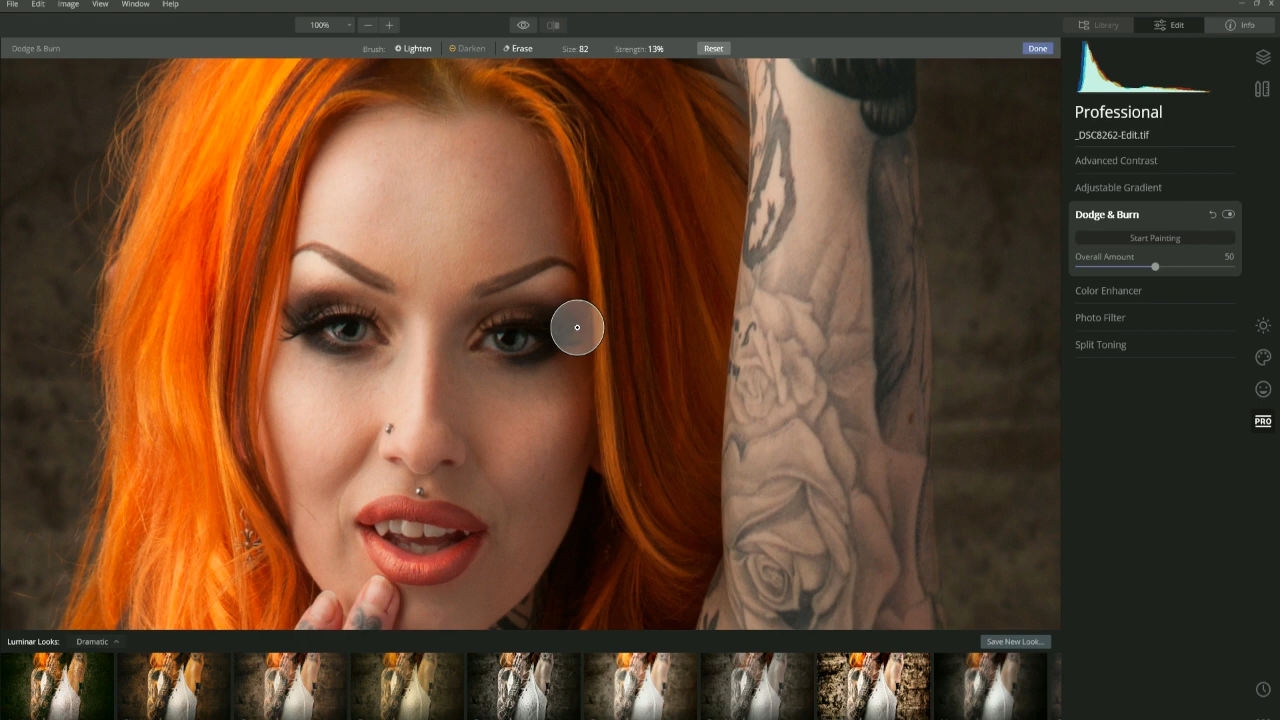 File Edit Image View Window Help
100%
Library Edit Info
Dodge & Burn Brush: Lighten Darken Erase Size: 82 Strength: 13% Reset Done
Professional
_DSC8262-Edit.tif
Advanced Contrast
Adjustable Gradient
Dodge & Burn
Start Painting
Overall Amount 50
Color Enhancer
Photo Filter
Split Toning
PRO
Luminar Looks: Dramatic Save New Look...